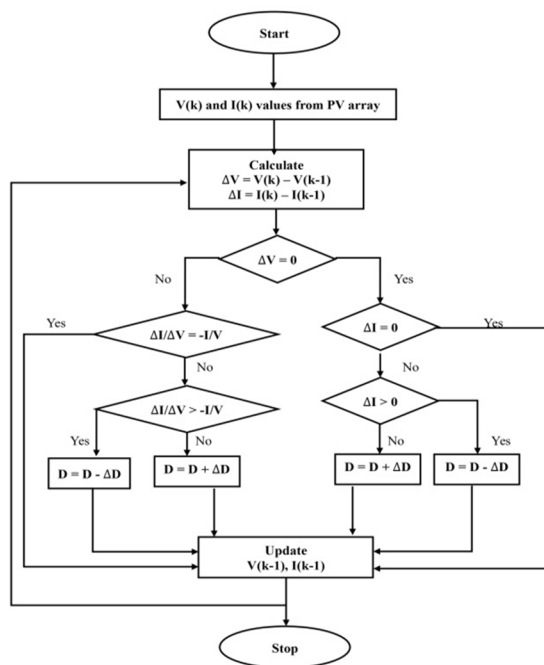 Start
V(k) and I(k) values from PV array
Calculate
ΔV = V(k) – V(k-1)
ΔI = I(k) – I(k-1)
ΔV = 0
No
Yes
Yes
ΔI/ΔV = -I/V
ΔI = 0
Yes
No
No
ΔI/ΔV > -I/V
ΔI > 0
Yes
No
No
Yes
D = D - ΔD
D = D + ΔD
D = D + ΔD
D = D - ΔD
Update
V(k-1), I(k-1)
Stop